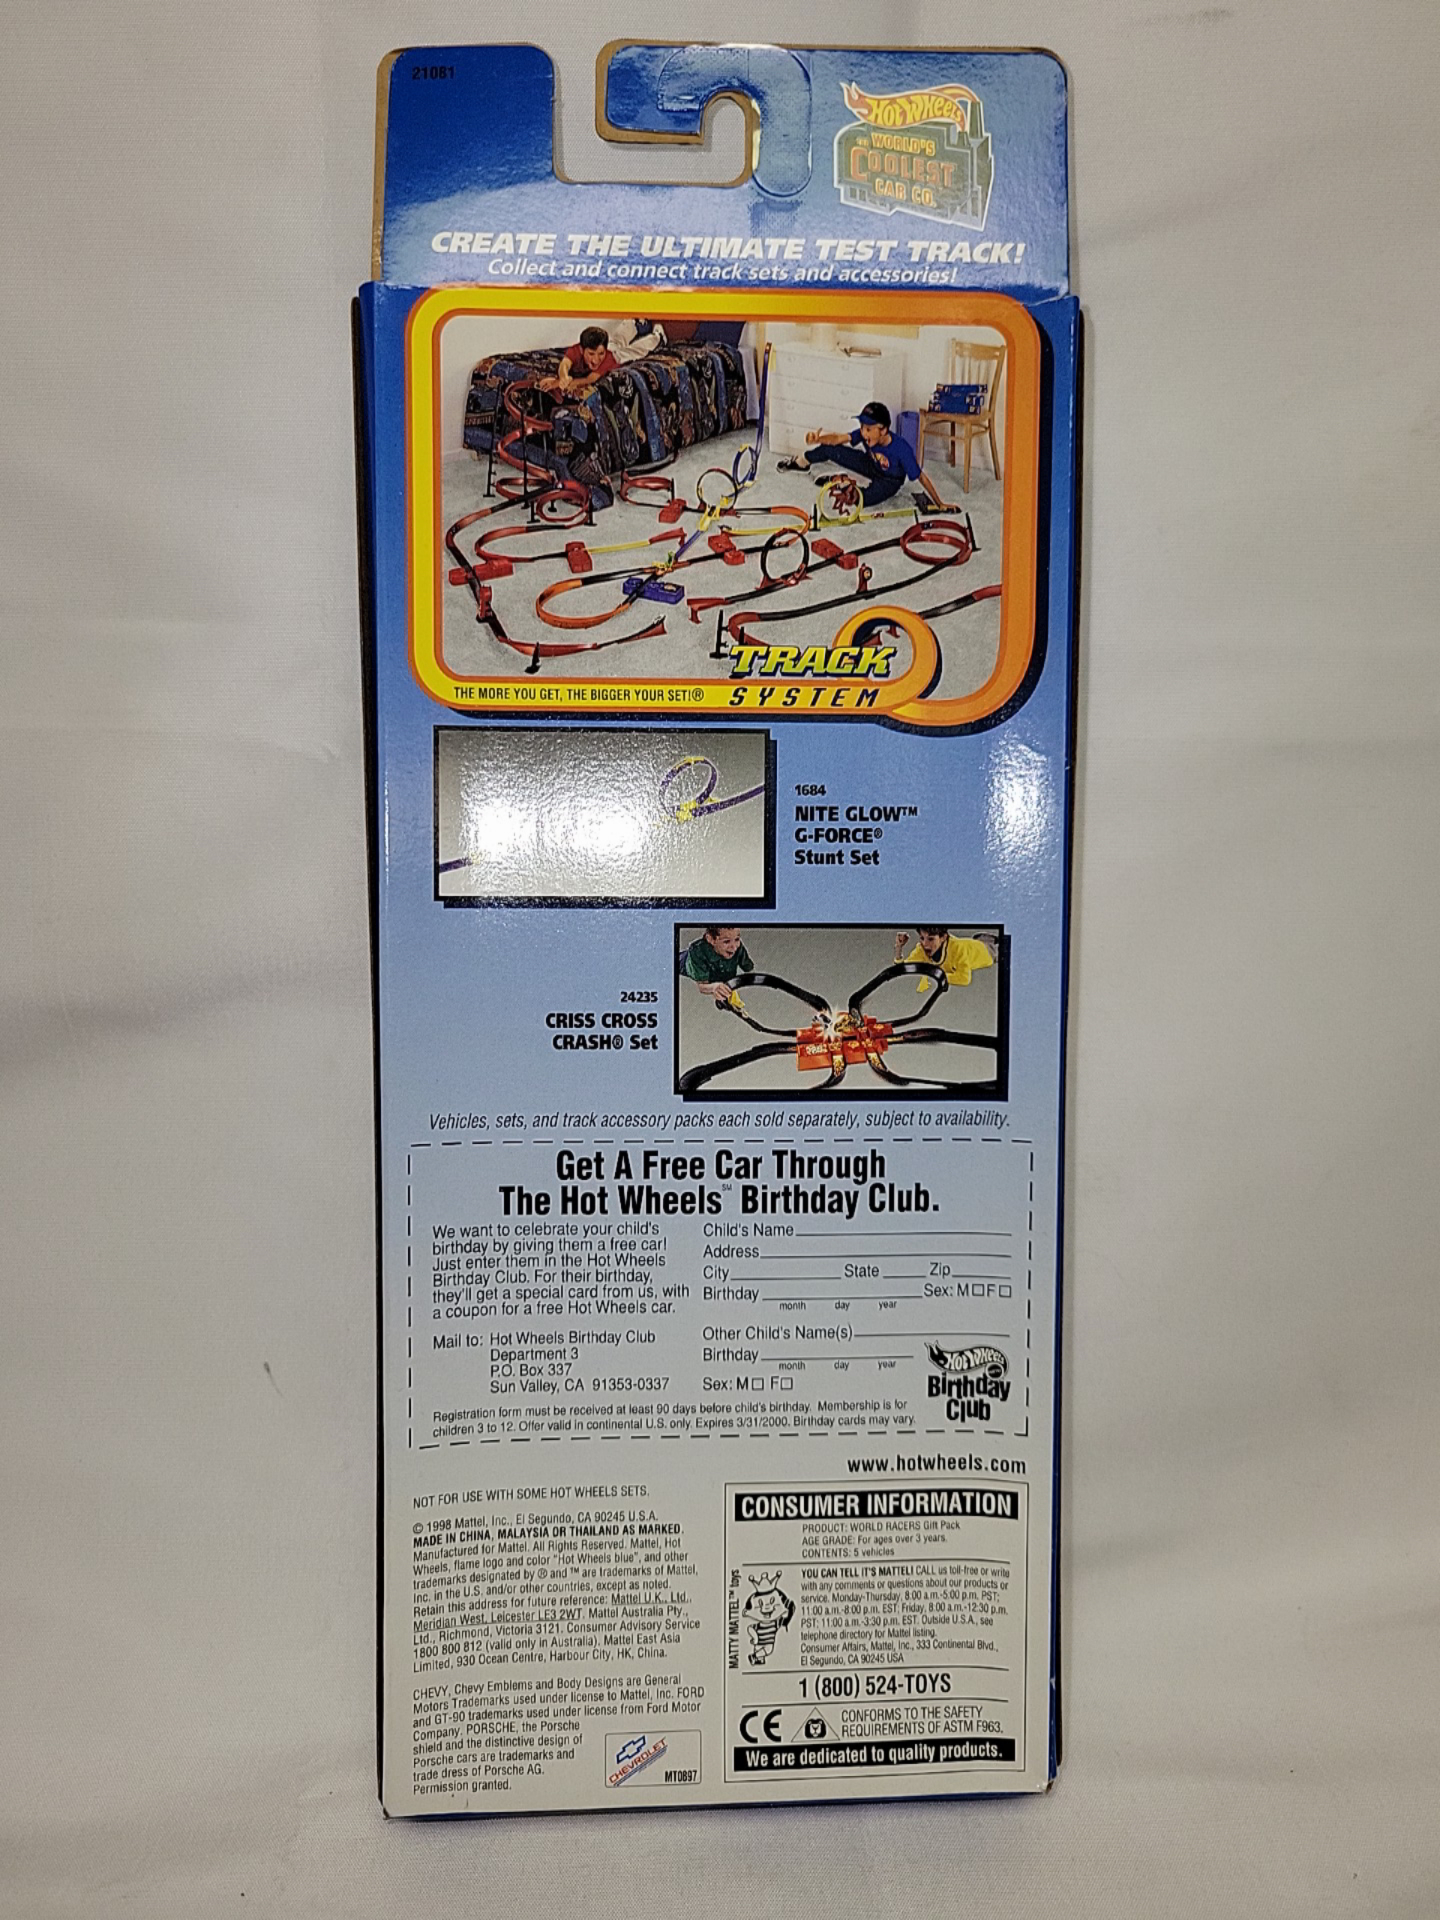 21081
HOT WHEELS
THE WORLD'S
COOLEST
CAR CO.
CREATE THE ULTIMATE TEST TRACK!
Collect and connect track sets and accessories!
TRACK
SYSTEM
THE MORE YOU GET, THE BIGGER YOUR SET!®
1684
NITE GLOW™
G-FORCE®
Stunt Set
24235
CRISS CROSS
CRASH® Set
Vehicles, sets, and track accessory packs each sold separately, subject to availability.
Get A Free Car Through
The Hot Wheels℠ Birthday Club.
We want to celebrate your child's
birthday by giving them a free car!
Just enter them in the Hot Wheels
Birthday Club. For their birthday,
they'll get a special card from us, with
a coupon for a free Hot Wheels car.
Mail to: Hot Wheels Birthday Club
Department 3
P.O. Box 337
Sun Valley, CA 91353-0337
Child's Name
Address
City State Zip
Birthday Sex: M□ F□
month day year
Other Child's Name(s)
Birthday
month day year
Sex: M□ F□
Hot Wheels
Birthday
Club
Registration form must be received at least 90 days before child's birthday. Membership is for
children 3 to 12. Offer valid in continental U.S. only. Expires 3/31/2000. Birthday cards may vary.
www.hotwheels.com
NOT FOR USE WITH SOME HOT WHEELS SETS.
© 1998 Mattel, Inc., El Segundo, CA 90245 U.S.A.
MADE IN CHINA, MALAYSIA OR THAILAND AS MARKED.
Manufactured for Mattel. All Rights Reserved. Mattel, Hot
Wheels, flame logo and color "Hot Wheels blue", and other
trademarks designated by ® and ™ are trademarks of Mattel,
Inc. in the U.S. and/or other countries, except as noted.
Retain this address for future reference: Mattel U.K., Ltd.,
Meridian West, Leicester LE3 2WT. Mattel Australia Pty.,
Ltd., Richmond, Victoria 3121. Consumer Advisory Service
1800 800 812 (valid only in Australia). Mattel East Asia
Limited, 930 Ocean Centre, Harbour City, HK, China.
CHEVY, Chevy Emblems and Body Designs are General
Motors Trademarks used under license to Mattel, Inc. FORD
and GT-90 trademarks used under license from Ford Motor
Company. PORSCHE, the Porsche
shield and the distinctive design of
Porsche cars are trademarks and
trade dress of Porsche AG.
Permission granted.
CHEVROLET
MT0897
CONSUMER INFORMATION
PRODUCT: WORLD RACERS Gift Pack
AGE GRADE: For ages over 3 years.
CONTENTS: 5 vehicles
MATTY MATTEL™ toys
YOU CAN TELL IT'S MATTEL! CALL us toll-free or write
with any comments or questions about our products or
service. Monday-Thursday, 8:00 a.m.-5:00 p.m. PST;
11:00 a.m.-8:00 p.m. EST; Friday, 8:00 a.m.-12:30 p.m.
PST; 11:00 a.m.-3:30 p.m. EST. Outside U.S.A., see
telephone directory for Mattel listing.
Consumer Affairs, Mattel, Inc., 333 Continental Blvd.,
El Segundo, CA 90245 USA
1 (800) 524-TOYS
CE
CONFORMS TO THE SAFETY
REQUIREMENTS OF ASTM F963.
We are dedicated to quality products.